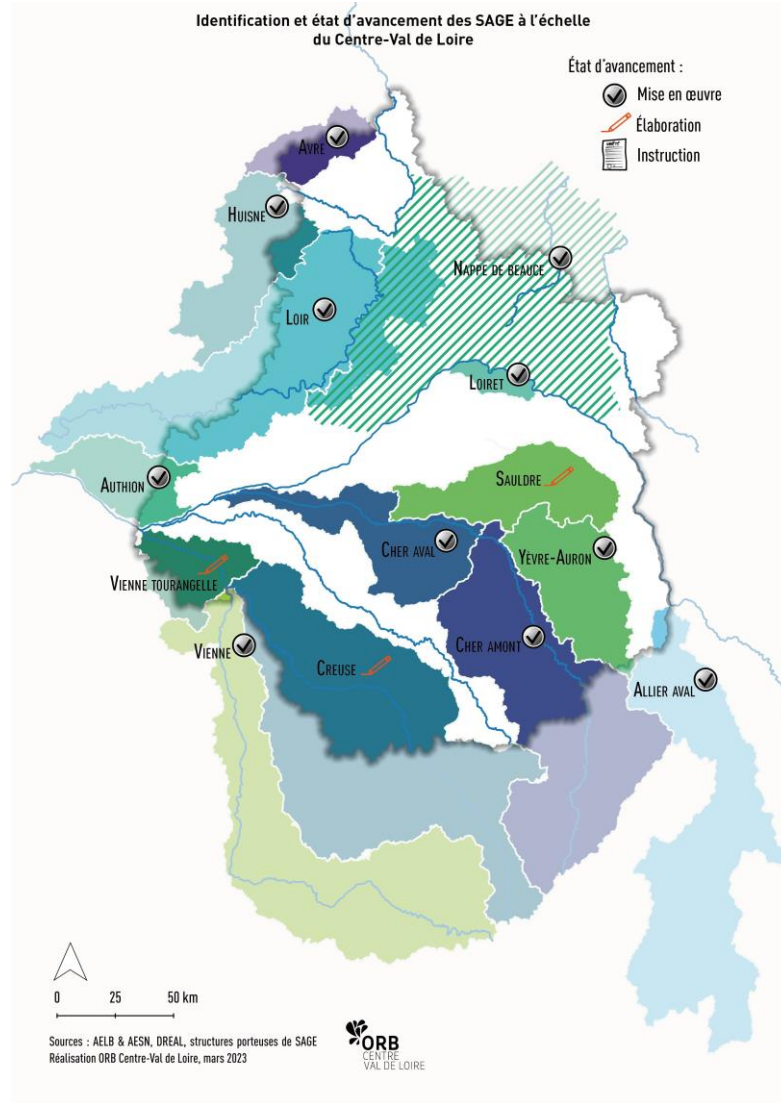 Identification et état d’avancement des SAGE à l’échelle
du Centre-Val de Loire
État d’avancement :
Mise en œuvre
Élaboration
Instruction
AVRE
HUISNE
NAPPE DE BEAUCE
LOIR
LOIRET
SAULDRE
AUTHION
CHER AVAL
YÈVRE-AURON
VIENNE TOURANGELLE
VIENNE
CHER AMONT
CREUSE
ALLIER AVAL
0 25 50 km
Sources : AELB & AESN, DREAL, structures porteuses de SAGE
Réalisation ORB Centre-Val de Loire, mars 2023
ORB
CENTRE
VAL DE LOIRE